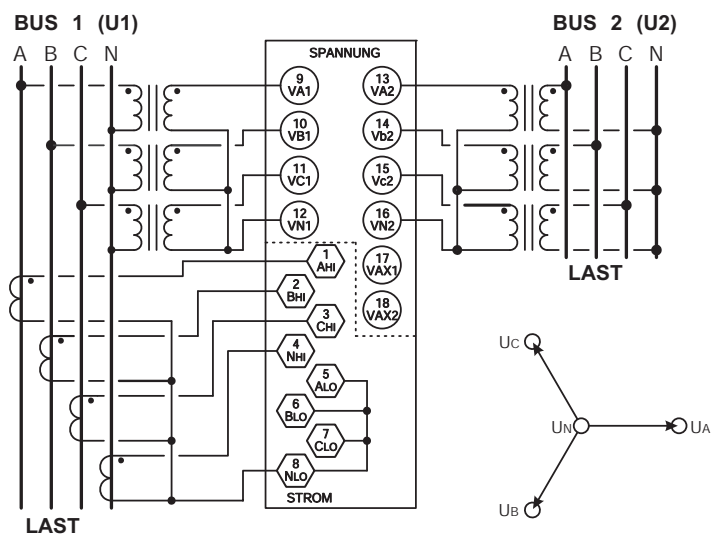 BUS 1 (U1)
A B C N
BUS 2 (U2)
A B C N
SPANNUNG
9
VA1
13
VA2
10
VB1
14
Vb2
11
VC1
15
Vc2
12
VN1
16
VN2
17
VAX1
18
VAX2
1
AHI
2
BHI
3
CHI
4
NHI
5
ALO
6
BLO
7
CLO
8
NLO
STROM
LAST
LAST
UC
UN
UA
UB